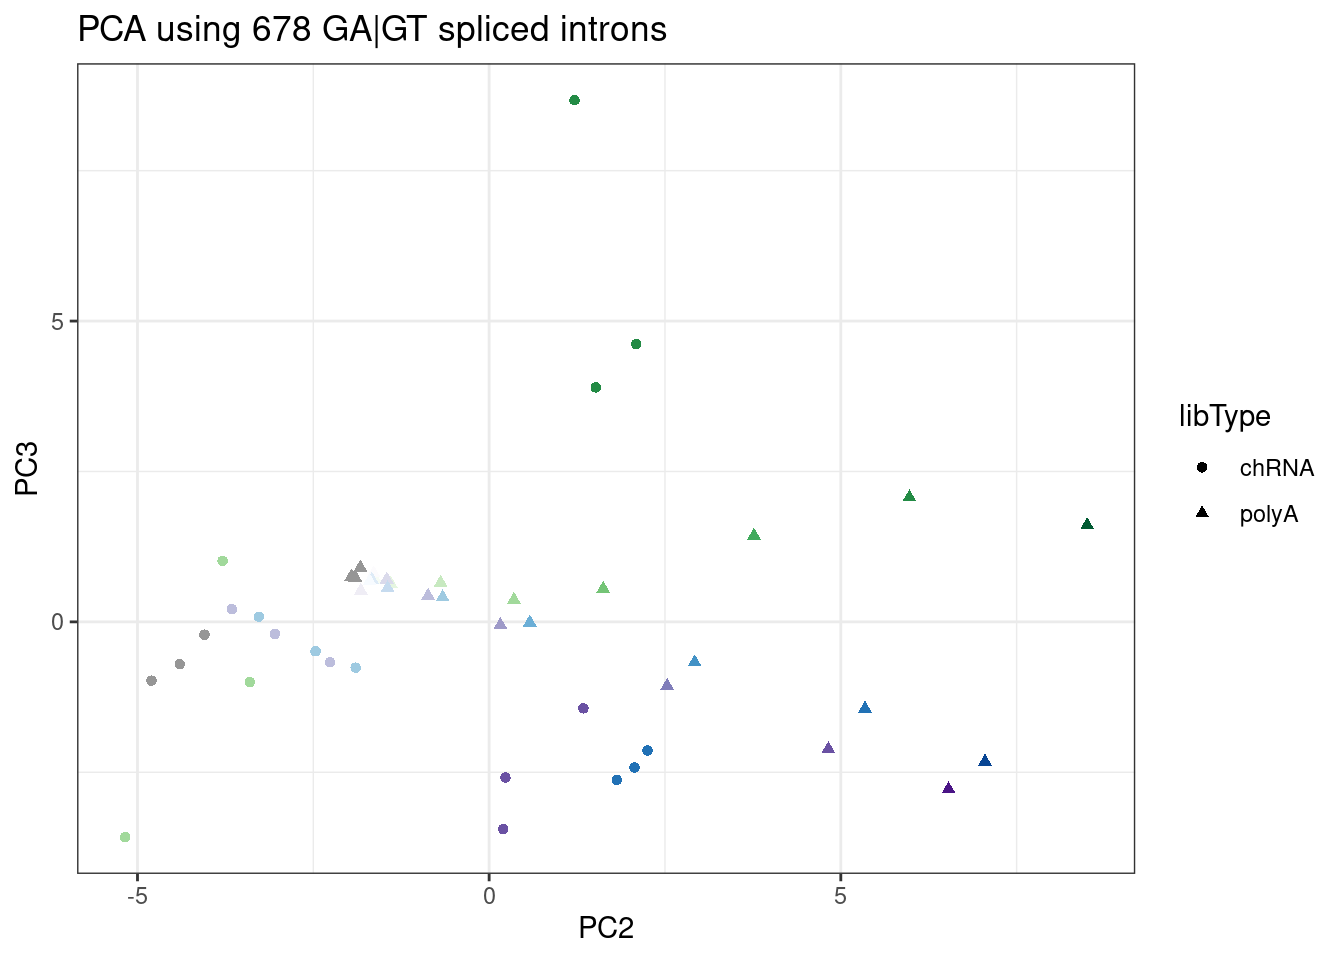 PCA using 678 GA|GT spliced introns
5
0
PC3
-5
0
5
PC2
libType
chRNA
polyA